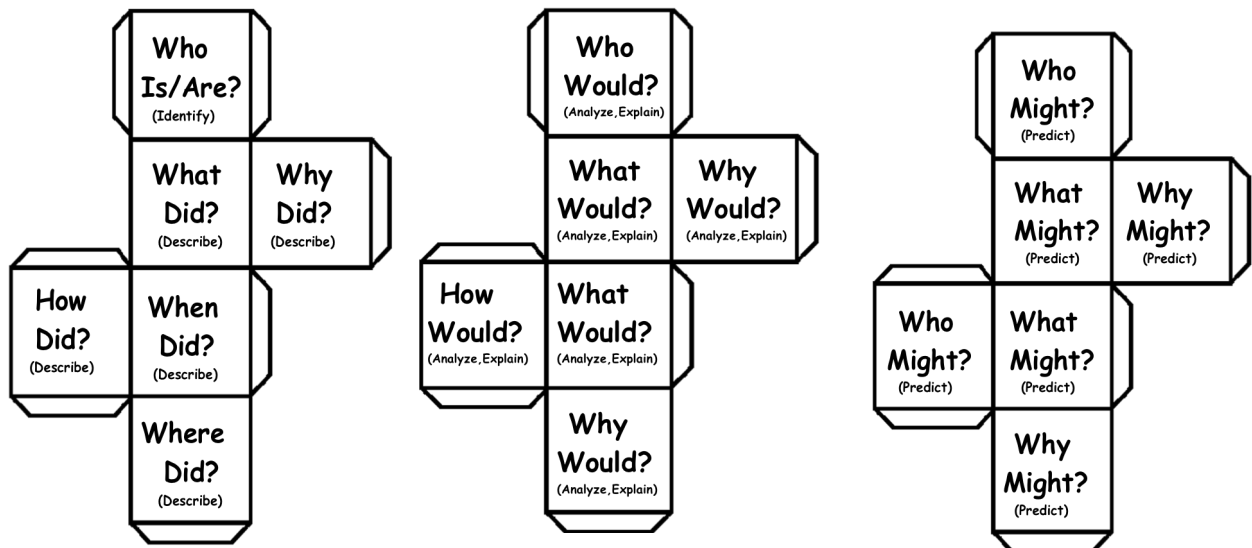 Who
Is/Are?
(Identify)
What
Did?
(Describe)
Why
Did?
(Describe)
How
Did?
(Describe)
When
Did?
(Describe)
Where
Did?
(Describe)
Who
Would?
(Analyze,Explain)
What
Would?
(Analyze,Explain)
Why
Would?
(Analyze,Explain)
How
Would?
(Analyze,Explain)
What
Would?
(Analyze,Explain)
Why
Would?
(Analyze,Explain)
Who
Might?
(Predict)
What
Might?
(Predict)
Why
Might?
(Predict)
Who
Might?
(Predict)
What
Might?
(Predict)
Why
Might?
(Predict)